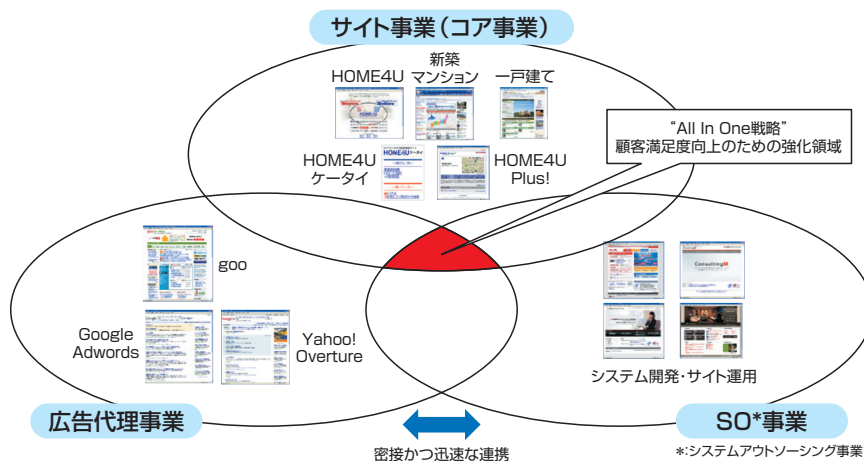 サイト事業（コア事業）
HOME4U
新築
マンション
一戸建て
HOME4U
ケータイ
HOME4U
Plus!
“All In One戦略”
顧客満足度向上のための強化領域
goo
Google
Adwords
Yahoo!
Overture
ConsultingM
システム開発・サイト運用
広告代理事業
密接かつ迅速な連携
SO*事業
*:システムアウトソーシング事業